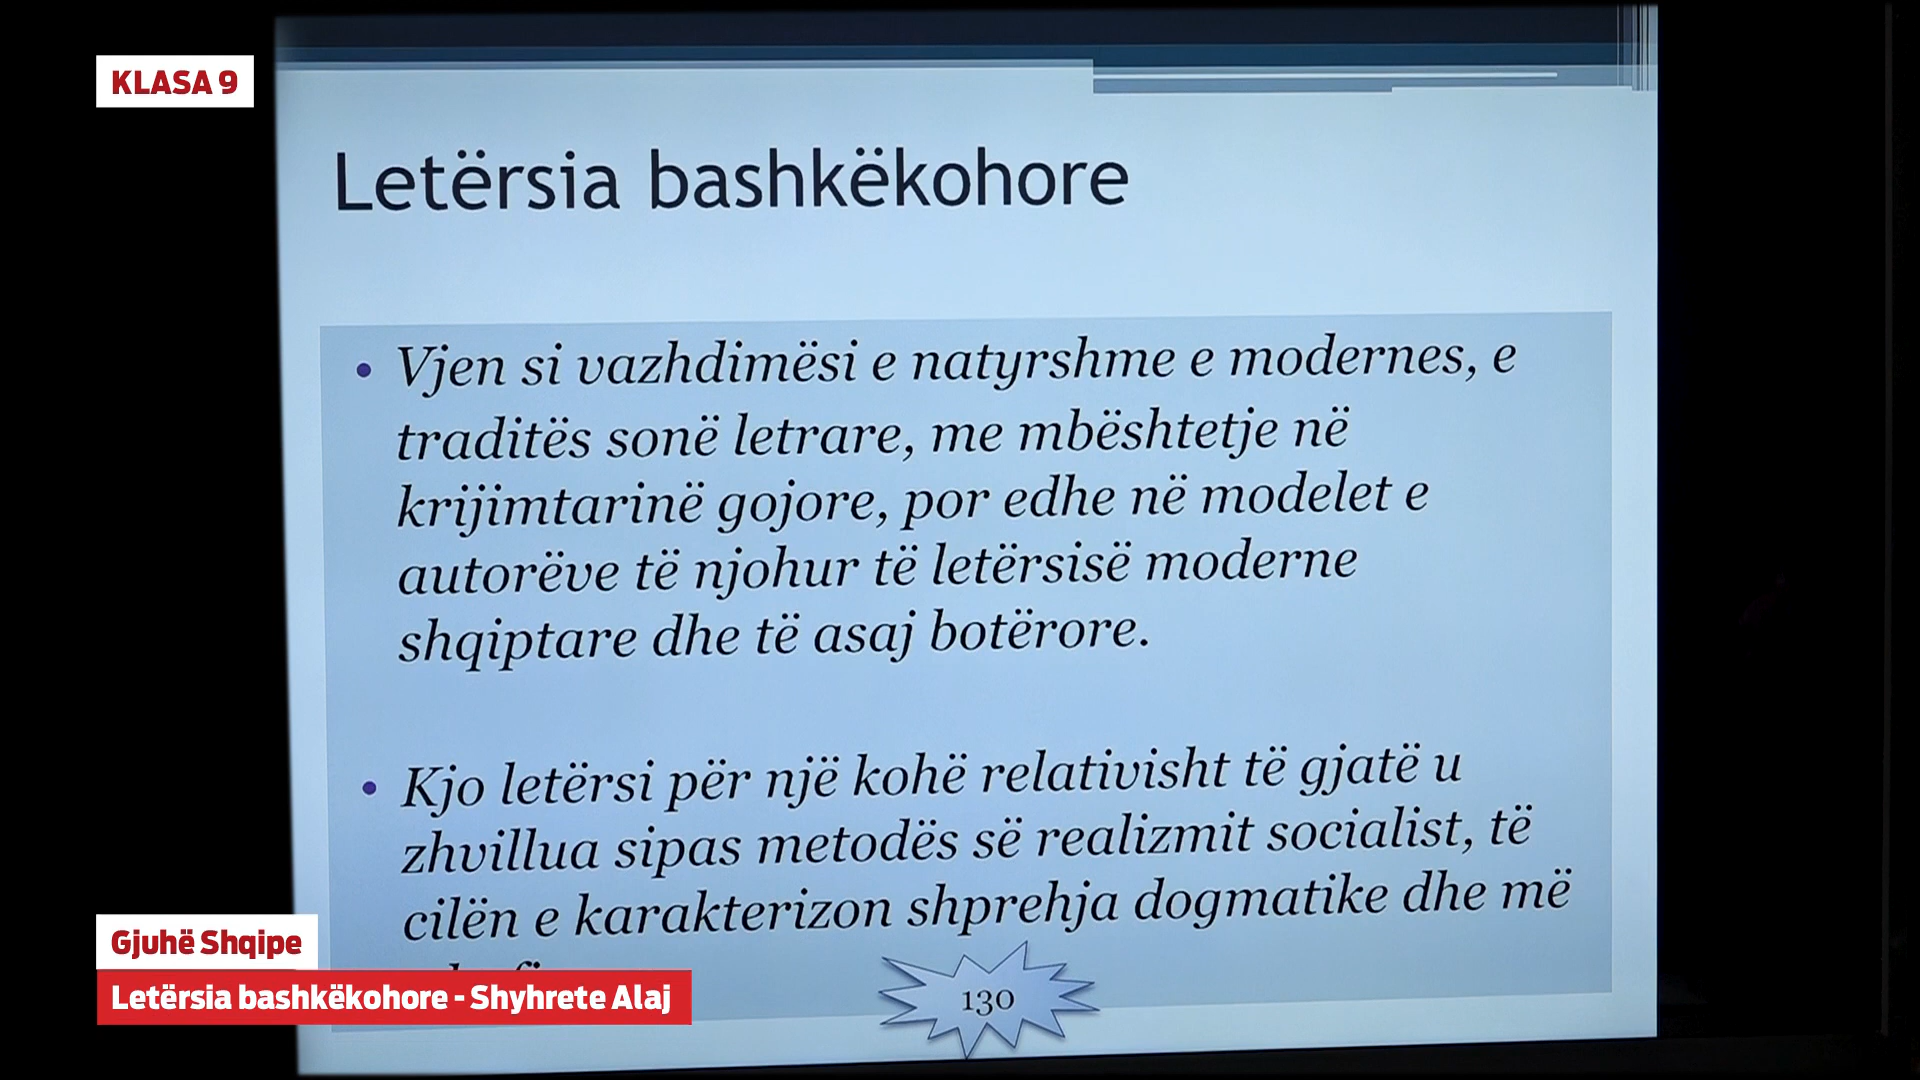 KLASA 9
Letërsia bashkëkohore
• Vjen si vazhdimësi e natyrshme e modernes, e
traditës sonë letrare, me mbështetje në
krijimtarinë gojore, por edhe në modelet e
autorëve të njohur të letërsisë moderne
shqiptare dhe të asaj botërore.
• Kjo letërsi për një kohë relativisht të gjatë u
zhvillua sipas metodës së realizmit socialist, të
cilën e karakterizon shprehja dogmatike dhe më
130
Gjuhë Shqipe
Letërsia bashkëkohore - Shyhrete Alaj